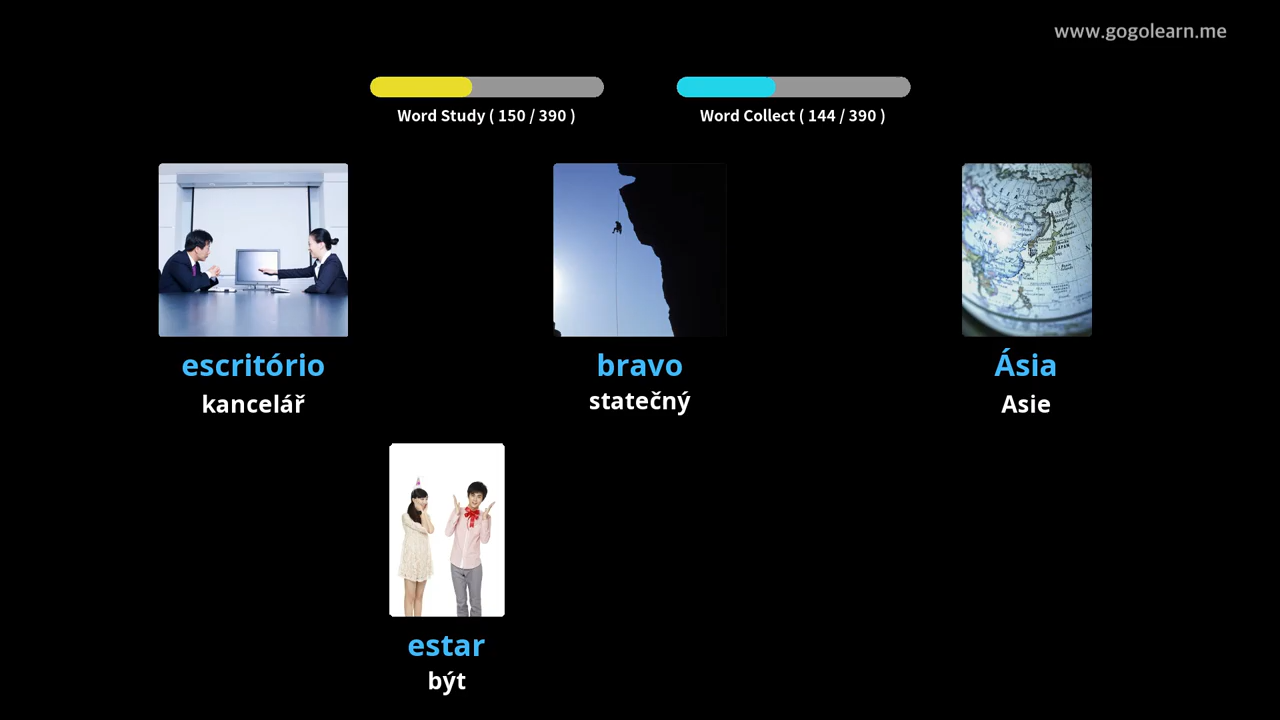 www.gogolearn.me
Word Study ( 150 / 390 )
Word Collect ( 144 / 390 )
escritório
bravo
Ásia
kancelář
statečný
Asie
estar
být